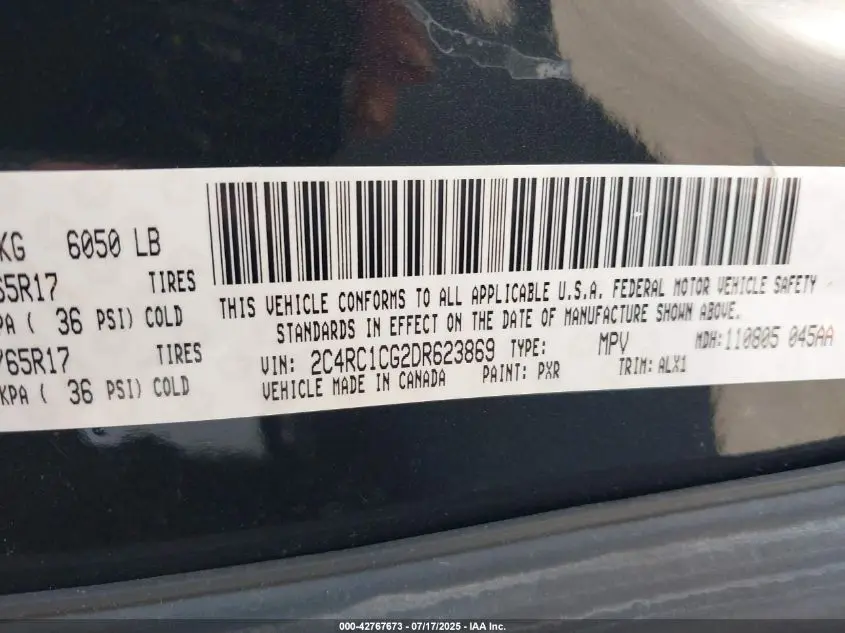 KG 6050 LB
65R17 TIRES
PA ( 36 PSI) COLD
/65R17 TIRES
KPA ( 36 PSI) COLD
THIS VEHICLE CONFORMS TO ALL APPLICABLE U.S.A. FEDERAL MOTOR VEHICLE SAFETY
STANDARDS IN EFFECT ON THE DATE OF MANUFACTURE SHOWN ABOVE.
VIN: 2C4RC1CG2DR623869 TYPE: MPV MDH:110805 045AA
VEHICLE MADE IN CANADA PAINT: PXR TRIM: ALX1
000-42767673 | 07/17/2025 | IAA Inc.